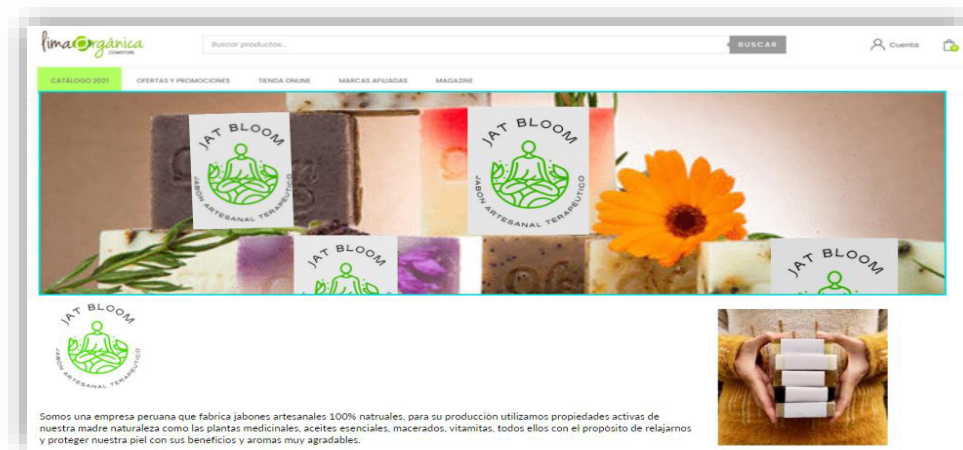 lima Orgánica
ECOMSTORE
Buscar productos...
BUSCAR
Cuenta
CATÁLOGO 2021
OFERTAS Y PROMOCIONES
TIENDA ONLINE
MARCAS AFILIADAS
MAGAZINE
JAT BLOOM
JABÓN ARTESANAL TERAPÉUTICO
JAT BLOOM
JABÓN ARTESANAL TERAPÉUTICO
JAT BLOOM
JAT BLOOM
JAT BLOOM
JABÓN ARTESANAL TERAPÉUTICO
Somos una empresa peruana que fabrica jabones artesanales 100% natruales, para su producción utilizamos propiedades activas de
nuestra madre naturaleza como las plantas medicinales, aceites esenciales, macerados, vitamitas, todos ellos con el propósito de relajarnos
y proteger nuestra piel con sus beneficios y aromas muy agradables.